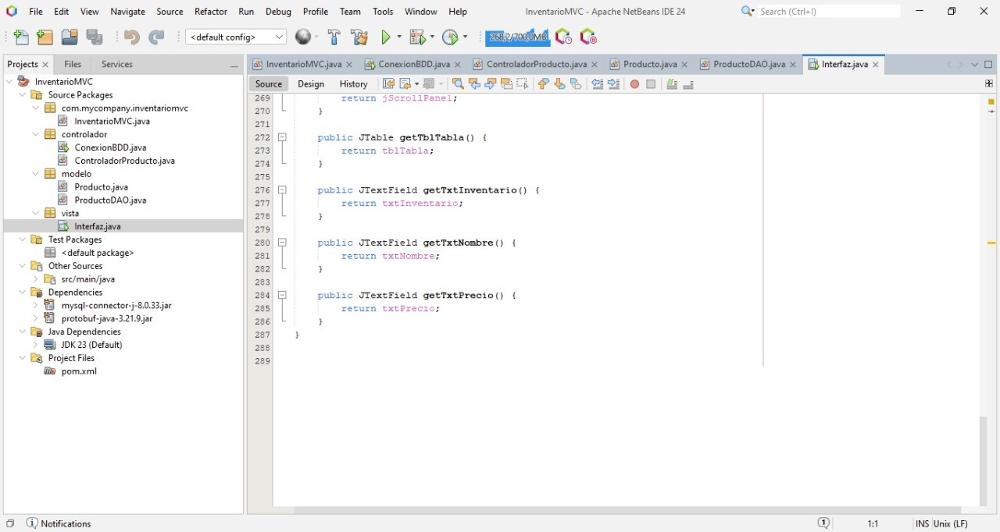 File Edit View Navigate Source Refactor Run Debug Profile Team Tools Window Help InventarioMVC - Apache NetBeans IDE 24 Search (Ctrl+I)
<default config> 268,2/700,0MB
Projects Files Services
InventarioMVC.java ConexionBDD.java ControladorProducto.java Producto.java ProductoDAO.java Interfaz.java
Source Design History
InventarioMVC
Source Packages
com.mycompany.inventariomvc
InventarioMVC.java
controlador
ConexionBDD.java
ControladorProducto.java
modelo
Producto.java
ProductoDAO.java
vista
Interfaz.java
Test Packages
<default package>
Other Sources
src/main/java
Dependencies
mysql-connector-j-8.0.33.jar
protobuf-java-3.21.9.jar
Java Dependencies
JDK 23 (Default)
Project Files
pom.xml
269 return jScrollPanel;
270 }
271
272 public JTable getTblTabla() {
273 return tblTabla;
274 }
275
276 public JTextField getTxtInventario() {
277 return txtInventario;
278 }
279
280 public JTextField getTxtNombre() {
281 return txtNombre;
282 }
283
284 public JTextField getTxtPrecio() {
285 return txtPrecio;
286 }
287 }
288
289
Notifications 1 1:1 INS Unix (LF)